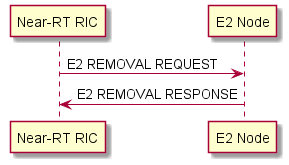 Near-RT RIC
E2 Node
E2 REMOVAL REQUEST
E2 REMOVAL RESPONSE
Near-RT RIC
E2 Node